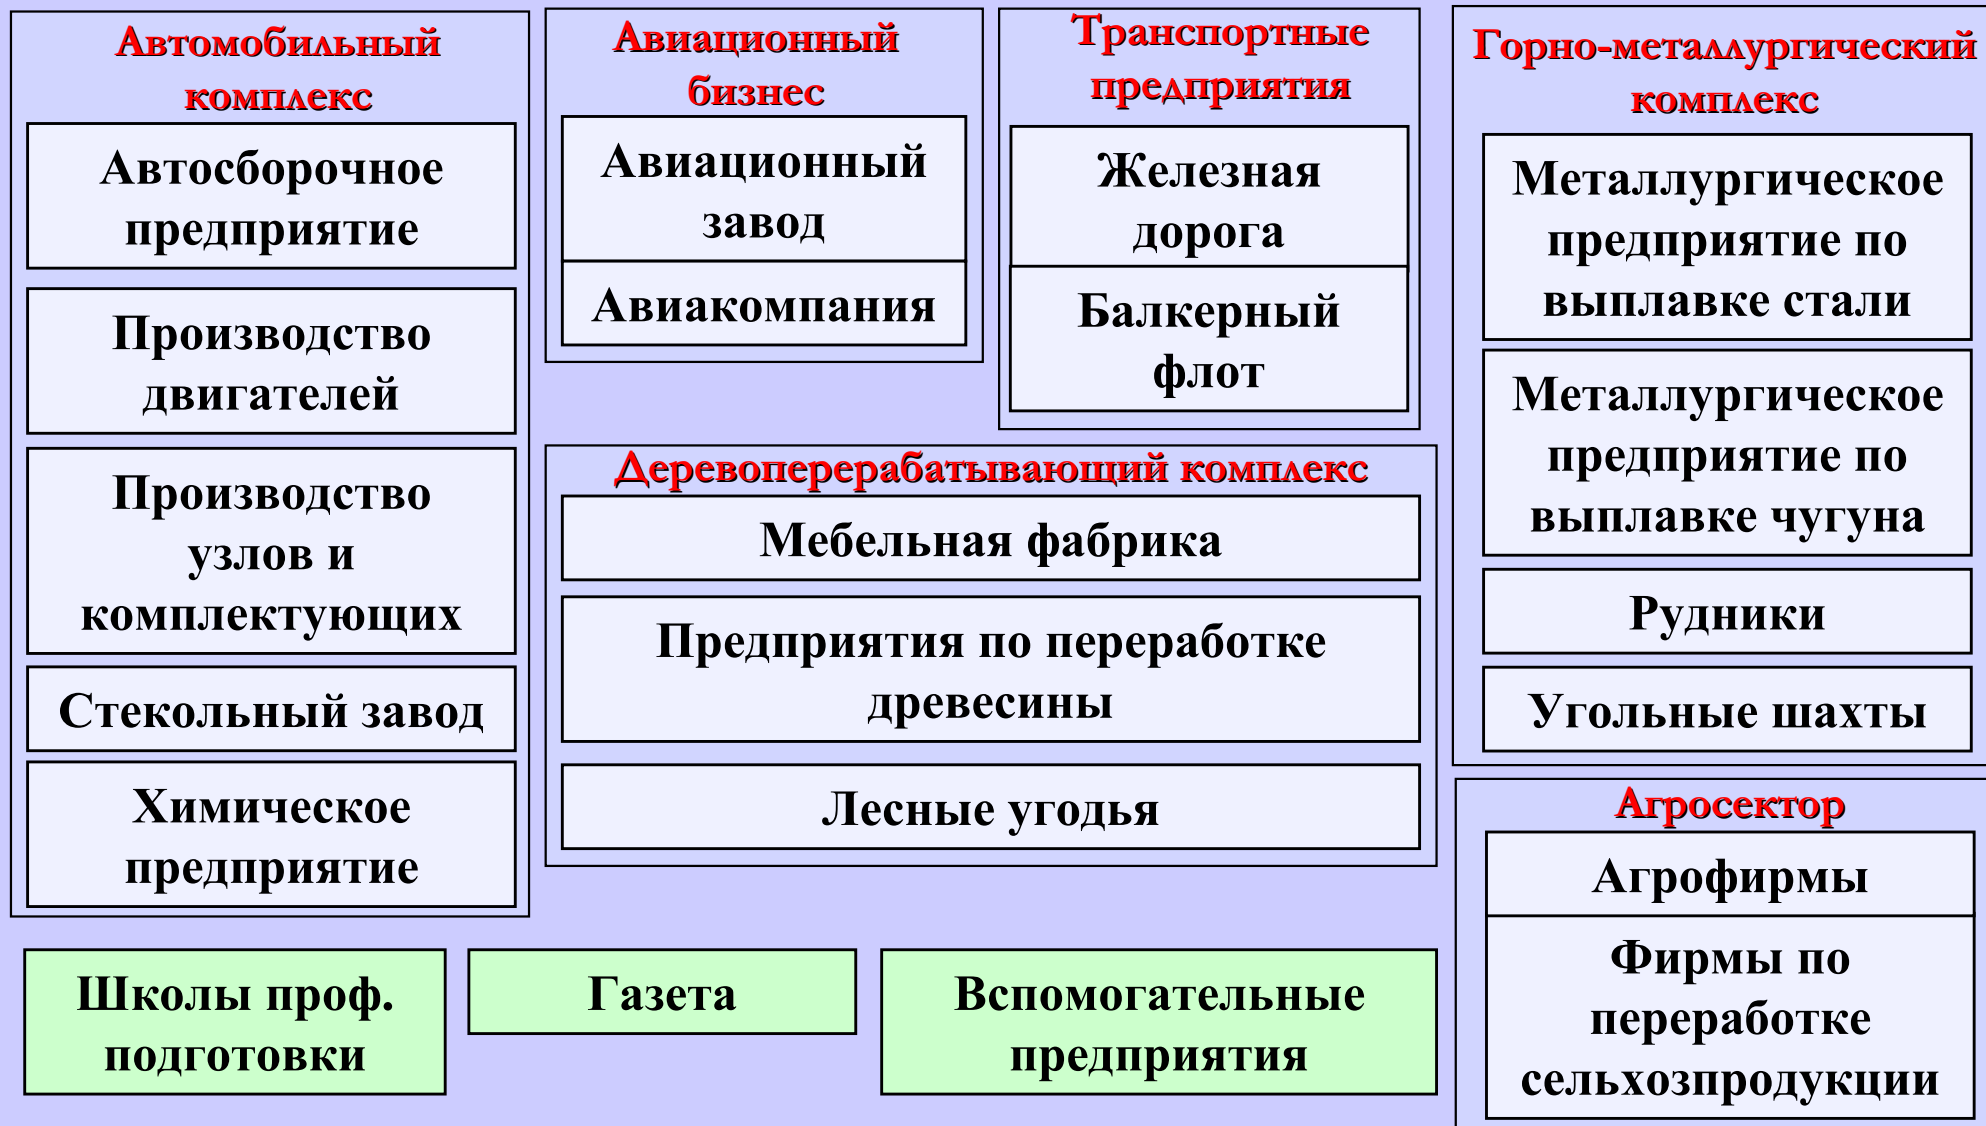 Автомобильный
комплекс
Автосборочное
предприятие
Производство
двигателей
Производство
узлов и
комплектующих
Стекольный завод
Химическое
предприятие
Авиационный
бизнес
Авиационный
завод
Авиакомпания
Транспортные
предприятия
Железная
дорога
Балкерный
флот
Деревоперерабатывающий комплекс
Мебельная фабрика
Предприятия по переработке
древесины
Лесные угодья
Горно-металлургический
комплекс
Металлургическое
предприятие по
выплавке стали
Металлургическое
предприятие по
выплавке чугуна
Рудники
Угольные шахты
Агросектор
Агрофирмы
Фирмы по
переработке
сельхозпродукции
Школы проф.
подготовки
Газета
Вспомогательные
предприятия